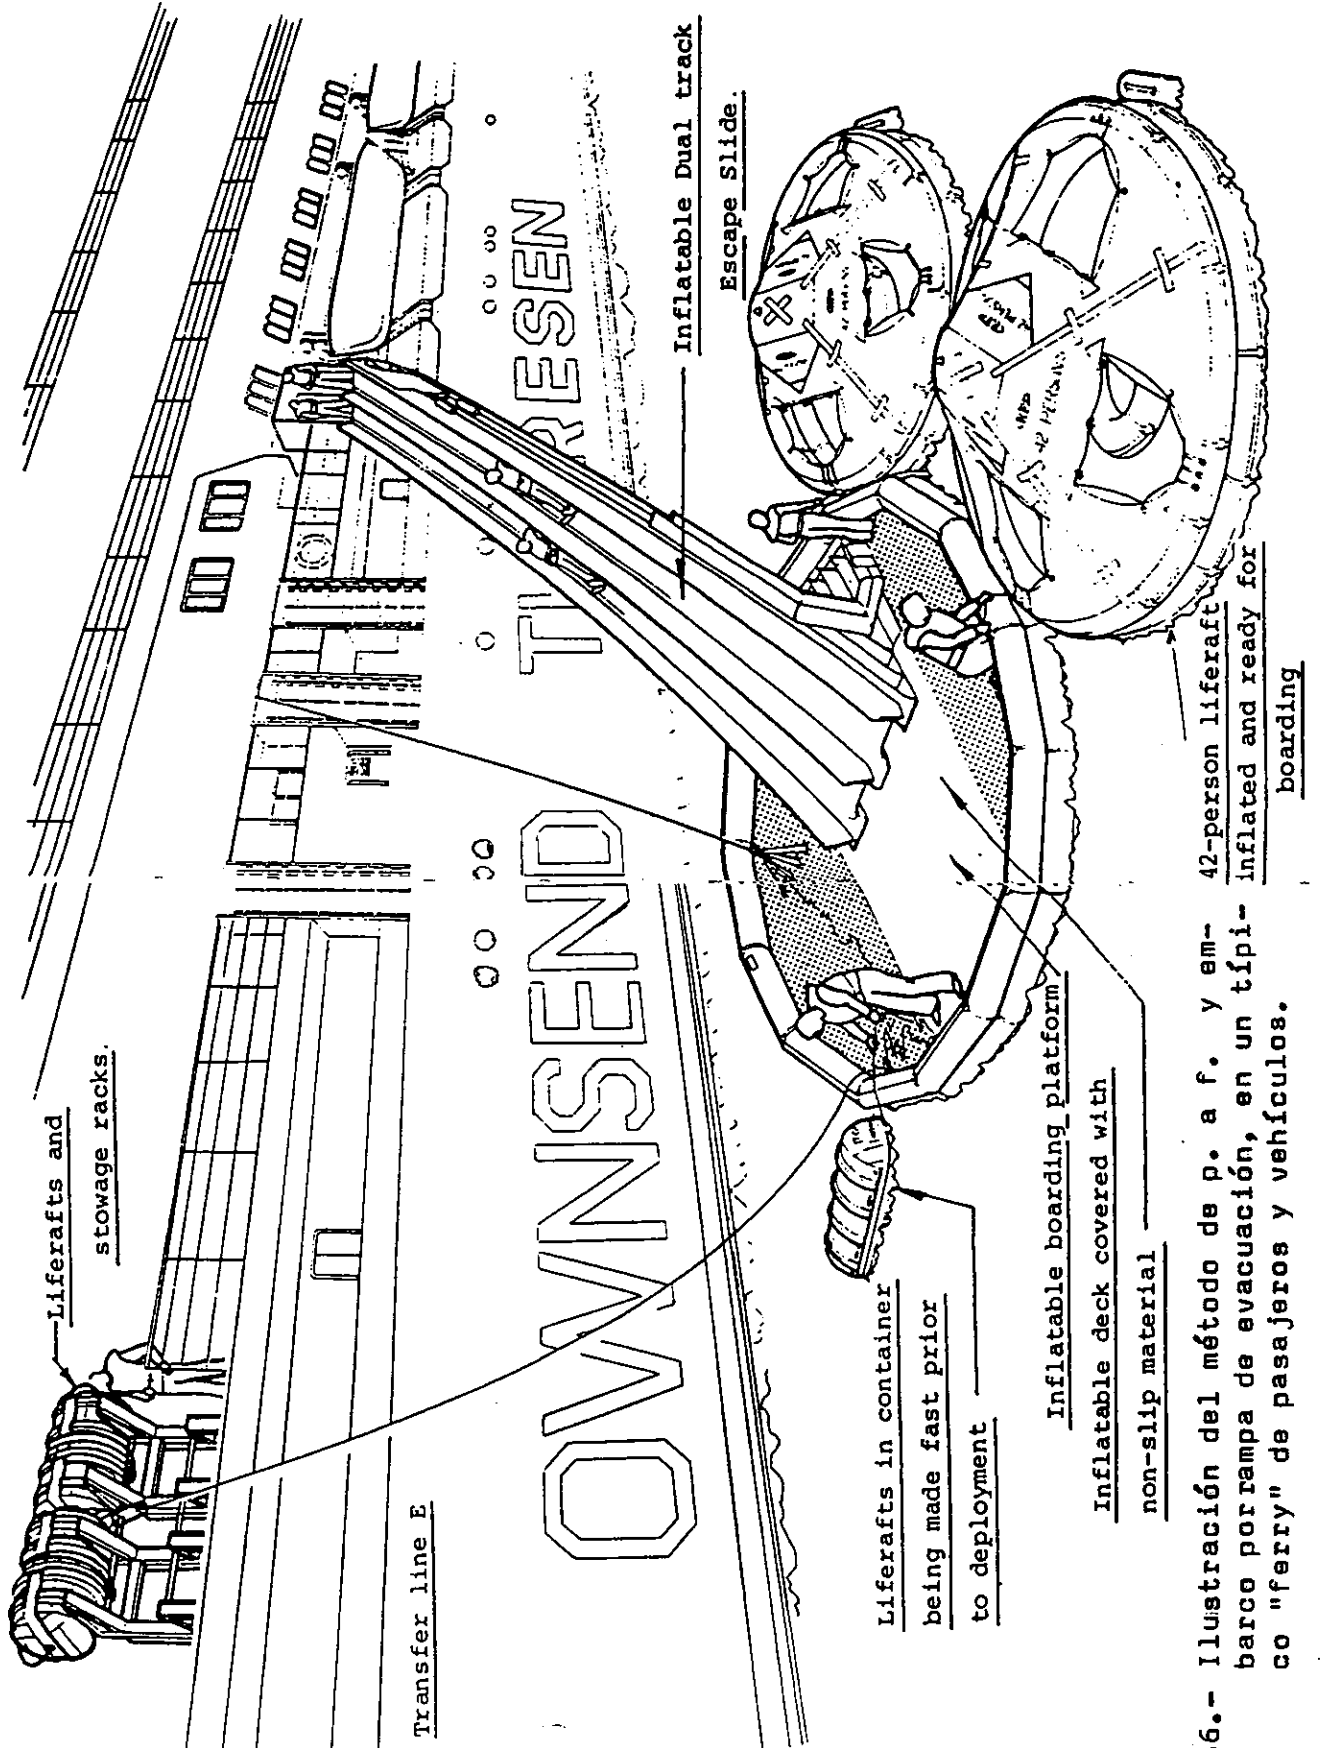 Liferafts and
stowage racks.
Transfer line E
OWNSEND TH RESEN
Inflatable Dual track
Escape Slide.
Liferafts in container
being made fast prior
to deployment
Inflatable boarding platform
Inflatable deck covered with
non-slip material
42-person liferaft
inflated and ready for
boarding
42 PERSONS
6.- Ilustración del método de p. a f. y em-
barco por rampa de evacuación, en un típi-
co "ferry" de pasajeros y vehículos.